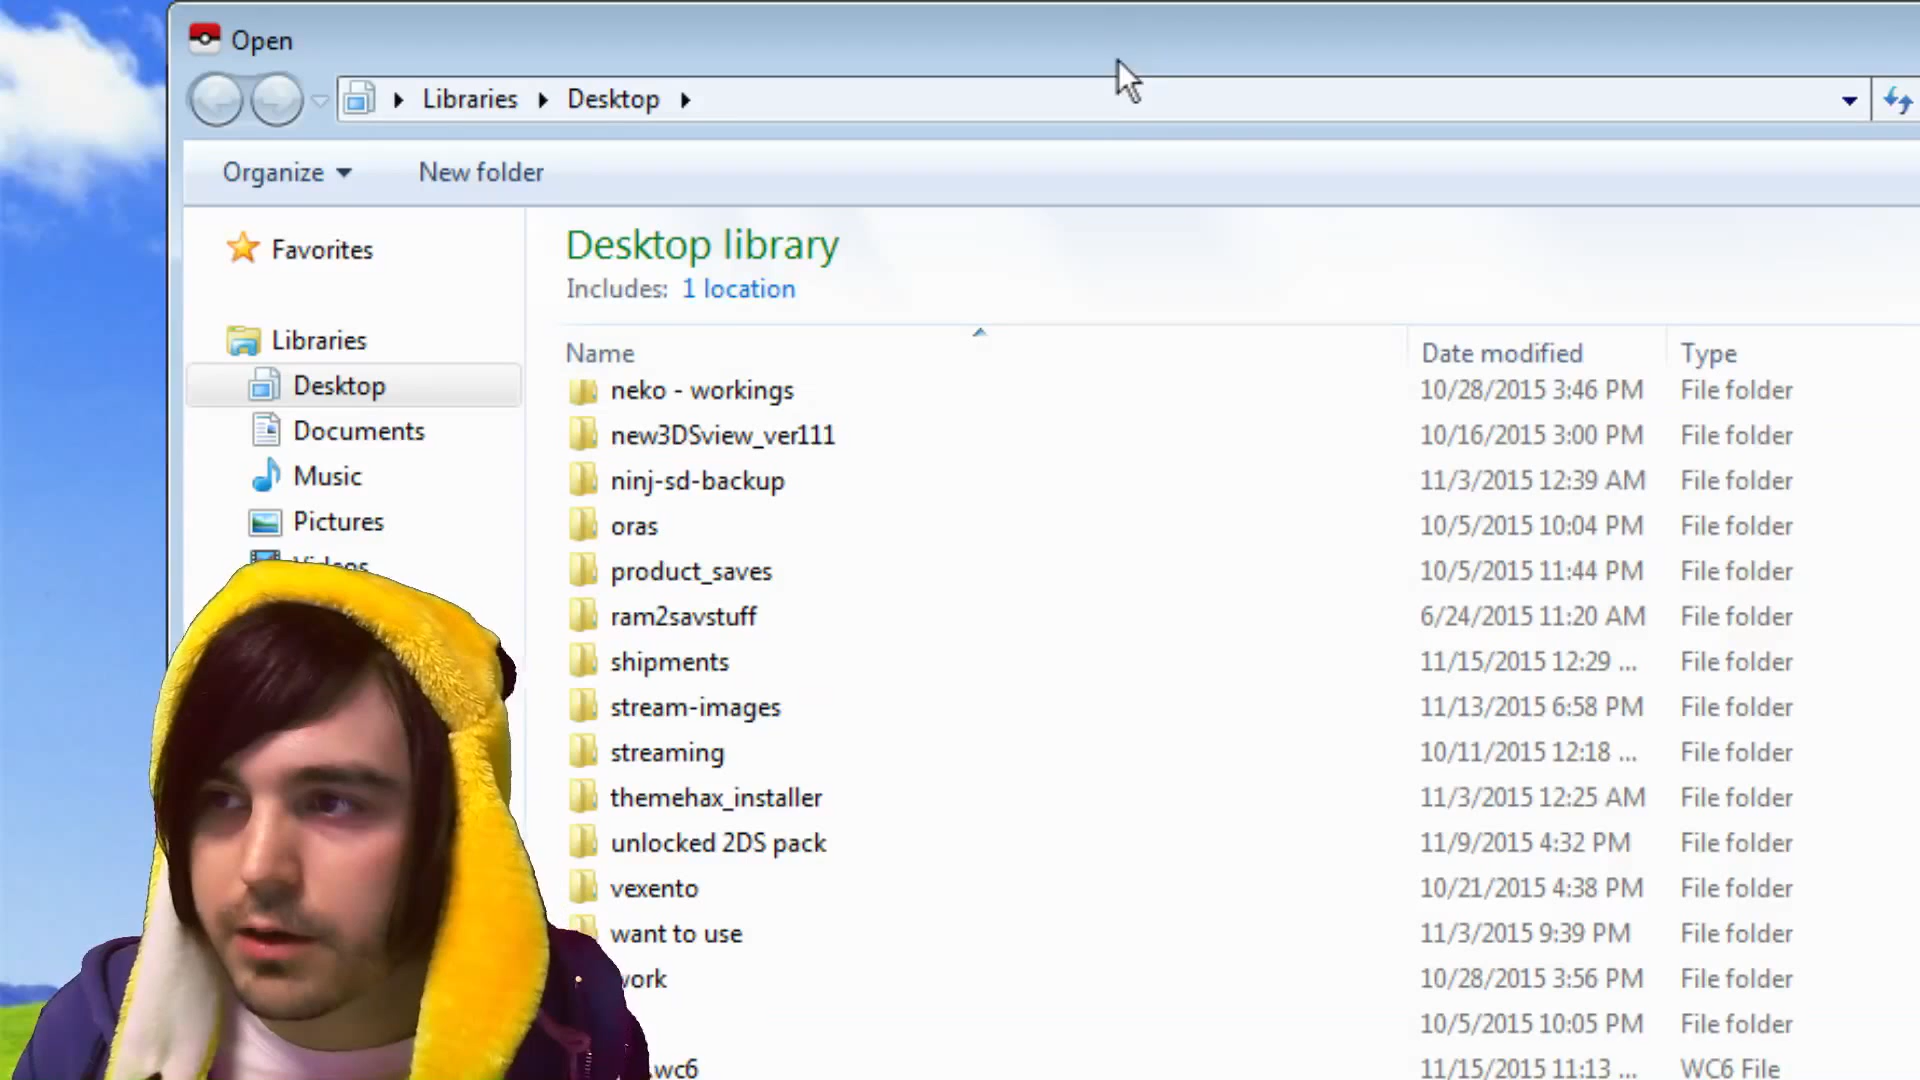 Open
Libraries Desktop
Organize New folder
Favorites
Libraries
Desktop
Documents
Music
Pictures
Videos
Desktop library
Includes: 1 location
Name Date modified Type
neko - workings 10/28/2015 3:46 PM File folder
new3DSview_ver111 10/16/2015 3:00 PM File folder
ninj-sd-backup 11/3/2015 12:39 AM File folder
oras 10/5/2015 10:04 PM File folder
product_saves 10/5/2015 11:44 PM File folder
ram2savstuff 6/24/2015 11:20 AM File folder
shipments 11/15/2015 12:29 ... File folder
stream-images 11/13/2015 6:58 PM File folder
streaming 10/11/2015 12:18 ... File folder
themehax_installer 11/3/2015 12:25 AM File folder
unlocked 2DS pack 11/9/2015 4:32 PM File folder
vexento 10/21/2015 4:38 PM File folder
want to use 11/3/2015 9:39 PM File folder
work 10/28/2015 3:56 PM File folder
10/5/2015 10:05 PM File folder
.wc6 11/15/2015 11:13 ... WC6 File